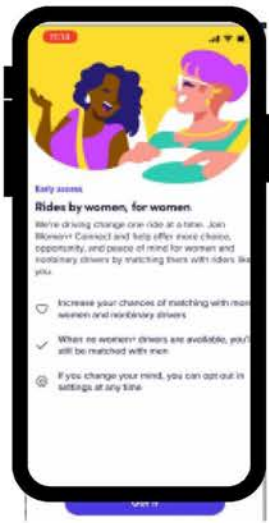 11:14
Early access
Rides by women, for women
We're driving change one ride at a time. Join
Women+ Connect and help offer more choice,
opportunity, and peace of mind for women and
nonbinary drivers by matching them with riders like
you.
Increase your chances of matching with more
women and nonbinary drivers
When no women+ drivers are available, you'll
still be matched with men
If you change your mind, you can opt out in
settings at any time
Got it